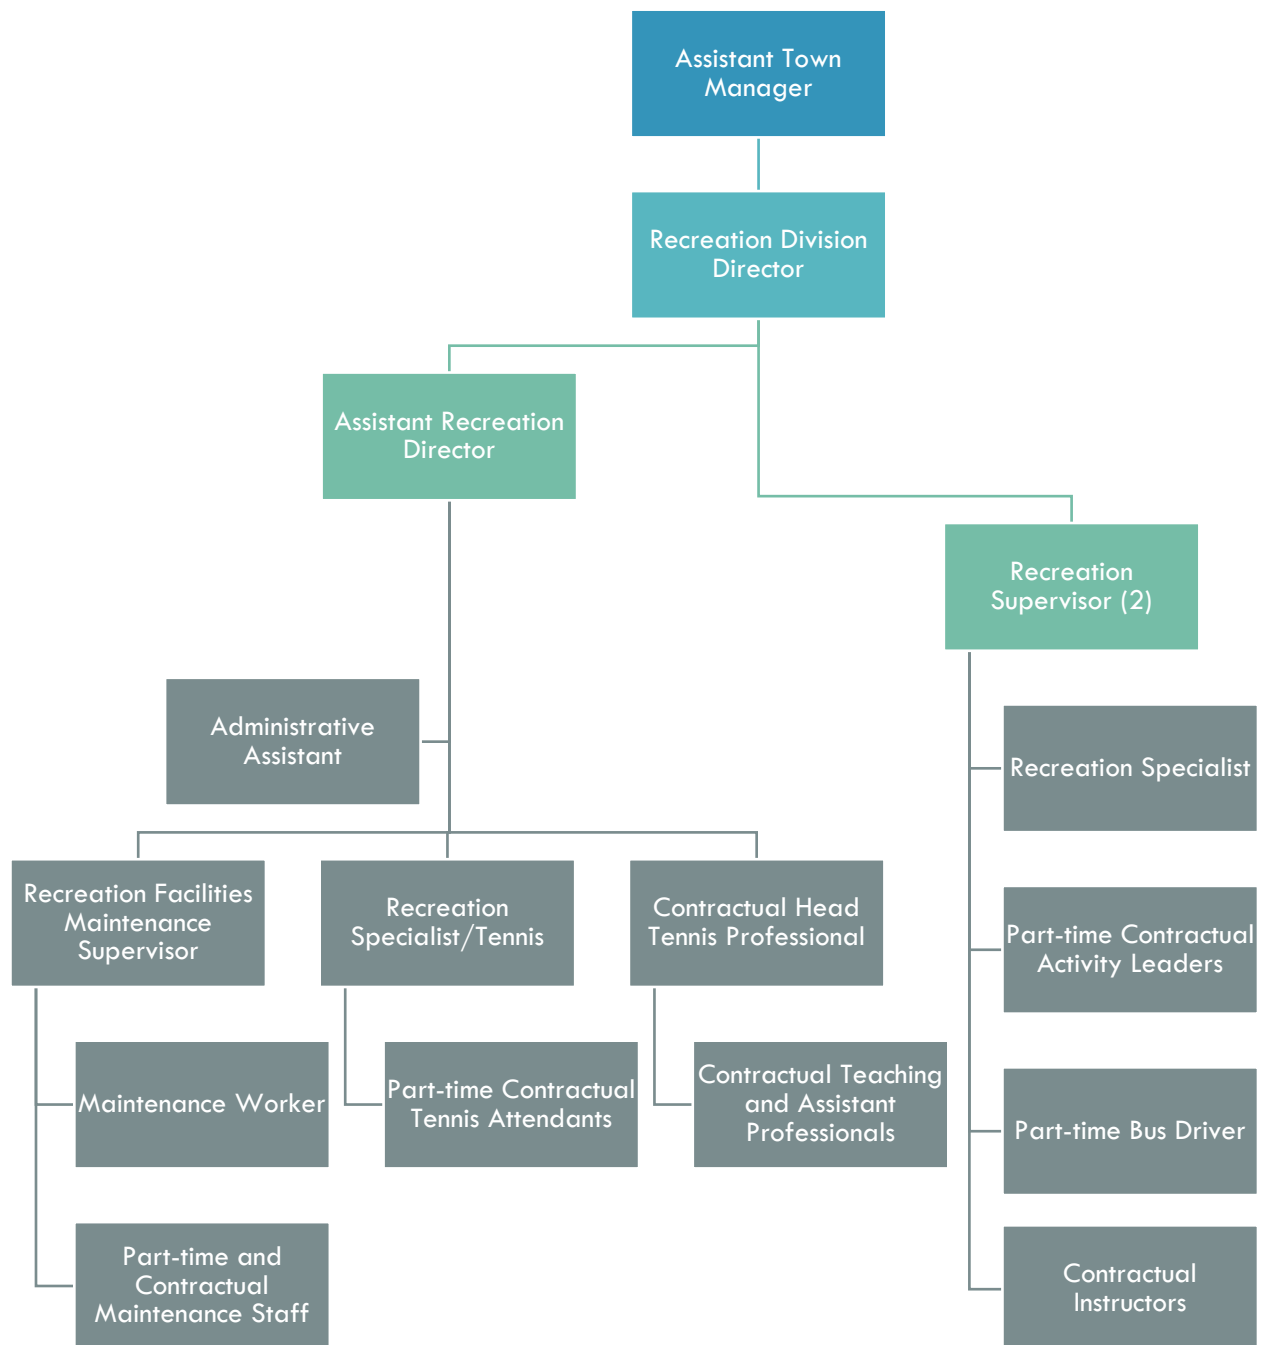 Assistant Town
Manager
Recreation Division
Director
Assistant Recreation
Director
Recreation
Supervisor (2)
Administrative
Assistant
Recreation Specialist
Recreation Facilities
Maintenance
Supervisor
Recreation
Specialist/Tennis
Contractual Head
Tennis Professional
Part-time Contractual
Activity Leaders
Maintenance Worker
Part-time Contractual
Tennis Attendants
Contractual Teaching
and Assistant
Professionals
Part-time Bus Driver
Part-time and
Contractual
Maintenance Staff
Contractual
Instructors